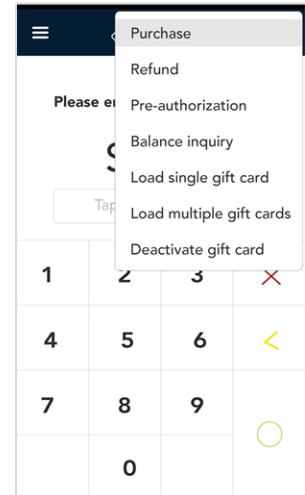 Purchase
Refund
Pre-authorization
Balance inquiry
Load single gift card
Load multiple gift cards
Deactivate gift card
Please
Tap
1 2 3
4 5 6
7 8 9
0